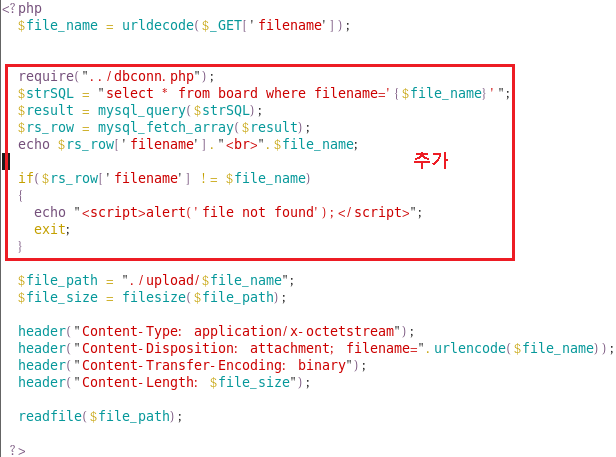 <?php
$file_name = urldecode($_GET['filename']);
require("../dbconn.php");
$strSQL = "select * from board where filename='{$file_name}'";
$result = mysql_query($strSQL);
$rs_row = mysql_fetch_array($result);
echo $rs_row['filename']."<br>".$file_name;
추가
if($rs_row['filename'] != $file_name)
{
echo "<script>alert('file not found');</script>";
exit;
}
$file_path = "./upload/$file_name";
$file_size = filesize($file_path);
header("Content-Type: application/x-octetstream");
header("Content-Disposition: attachment; filename=".urlencode($file_name));
header("Content-Transfer-Encoding: binary");
header("Content-Length: $file_size");
readfile($file_path);
?>